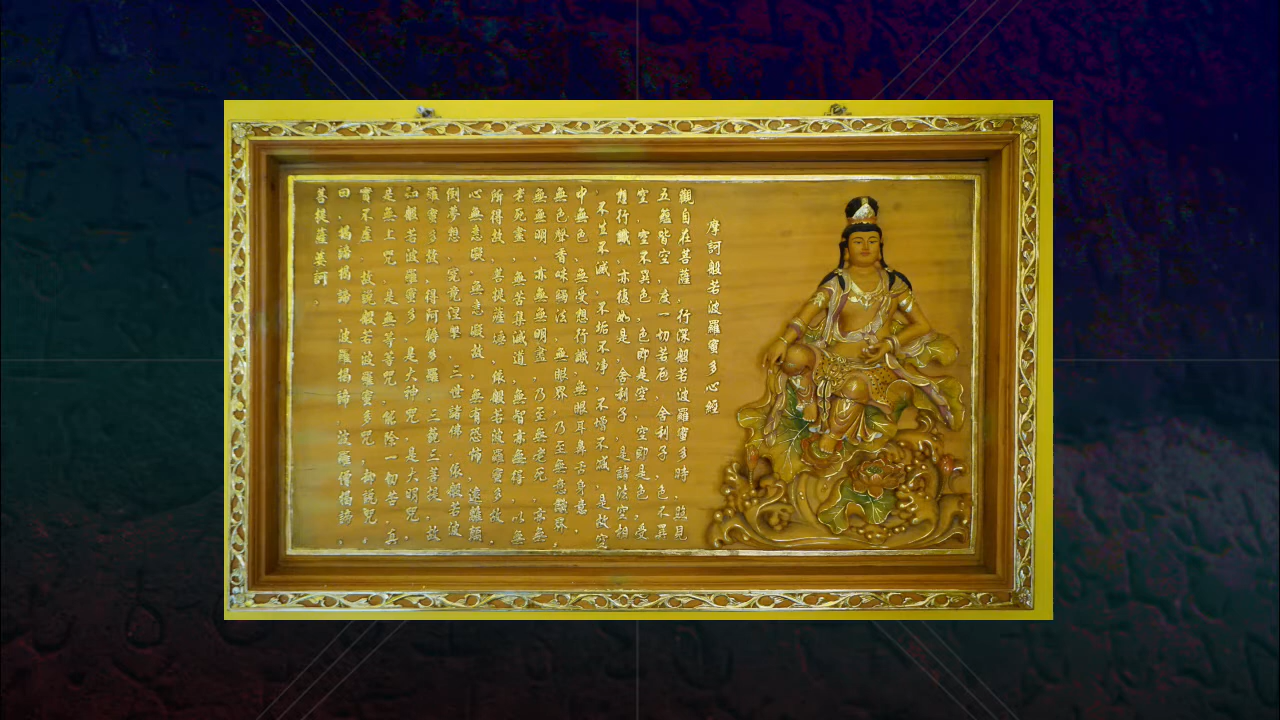 摩訶般若波羅蜜多心經
觀自在菩薩,行深般若波羅蜜多時,照見
五蘊皆空,度一切苦厄,舍利子,色不異
空,空不異色,色即是空,空即是色,受
想行識,亦復如是,舍利子,是諸法空相
,不生不滅,不垢不淨,不增不減,是故空
中無色,無受想行識,無眼耳鼻舌身意,
無色聲香味觸法,無眼界,乃至無意識界,
無無明,亦無無明盡,乃至無老死,亦無
老死盡,無苦集滅道,無智亦無得,以無
所得故,菩提薩埵,依般若波羅蜜多故,
心無罣礙,無罣礙故,無有恐怖,遠離顛
倒夢想,究竟涅槃,三世諸佛,依般若波
羅蜜多故,得阿耨多羅,三藐三菩提,故
知般若波羅蜜多,是大神咒,是大明咒,
是無上咒,是無等等咒,能除一切苦,真
實不虛,故說般若波羅蜜多咒,即說咒
曰,揭諦揭諦,波羅揭諦,波羅僧揭諦,
菩提薩婆訶。